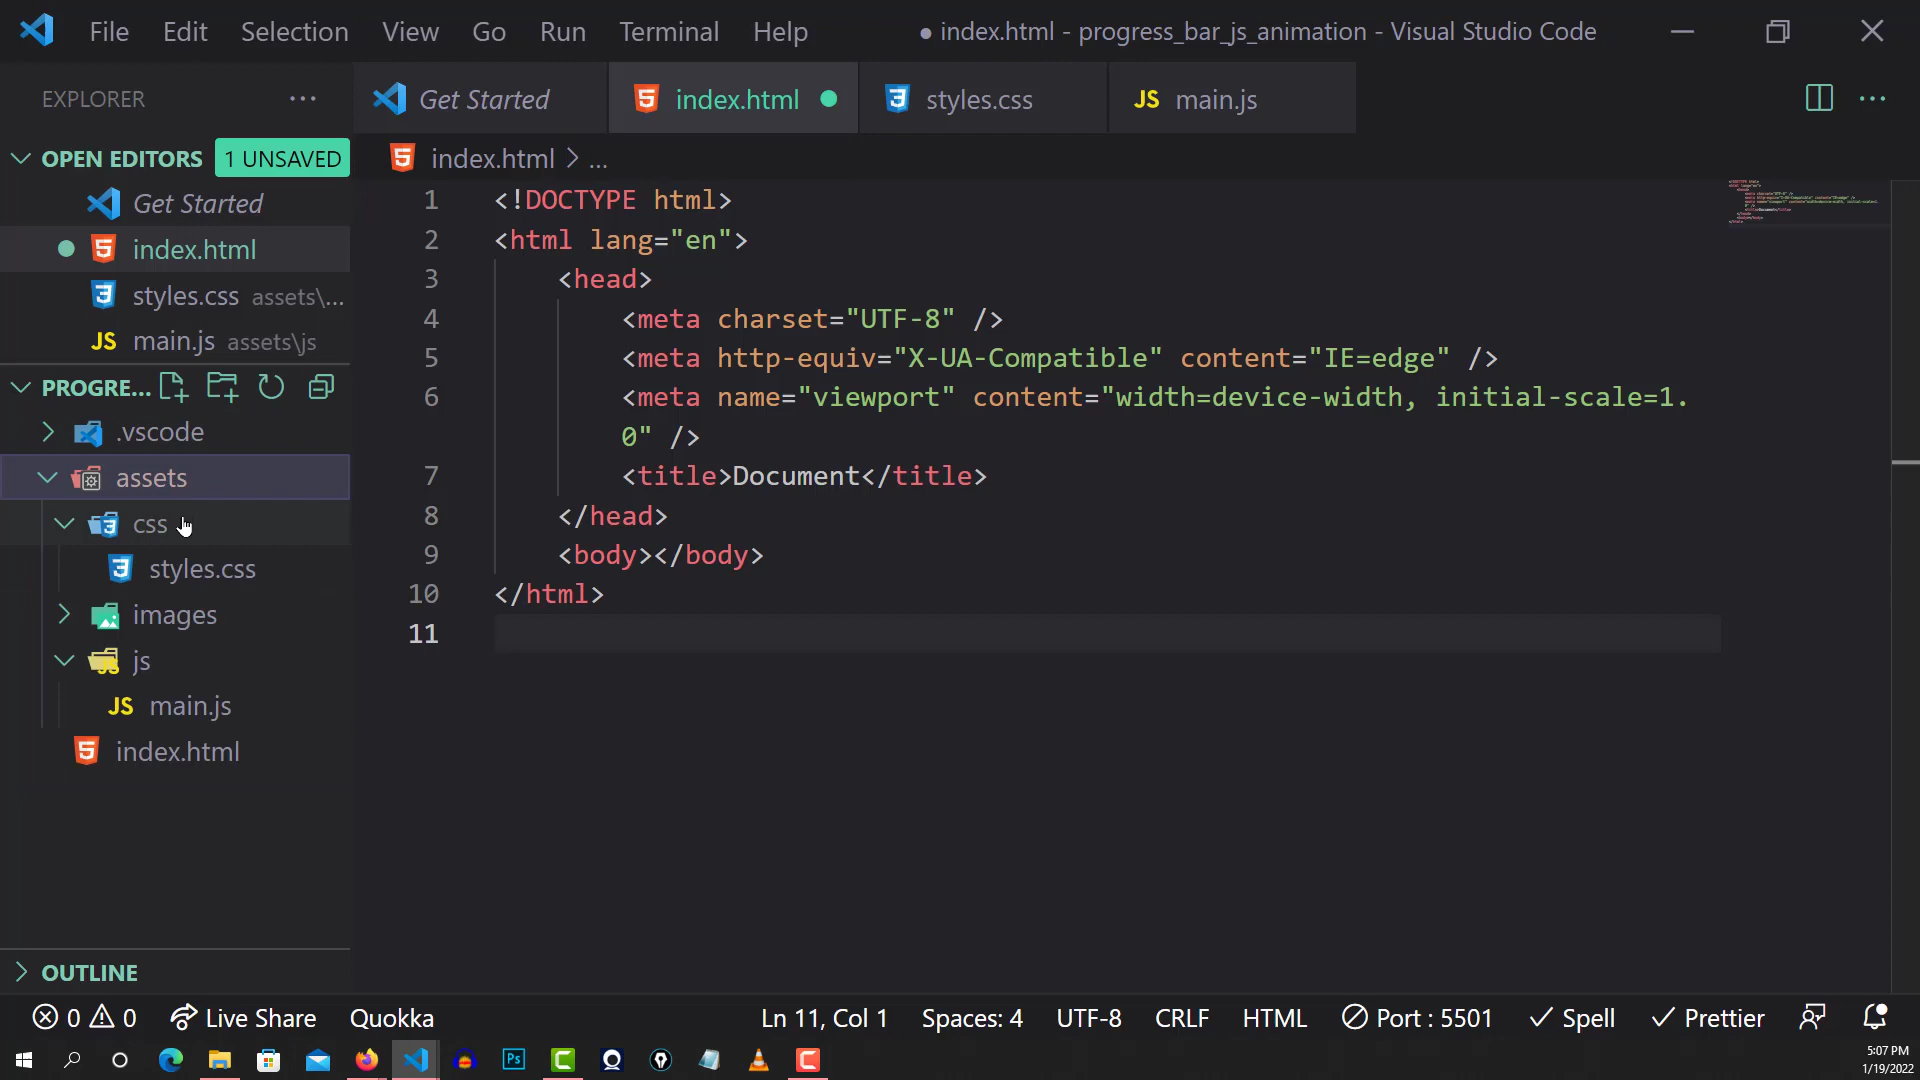 File Edit Selection View Go Run Terminal Help ● index.html - progress_bar_js_animation - Visual Studio Code
EXPLORER ...
Get Started index.html styles.css JS main.js
OPEN EDITORS 1 UNSAVED
index.html > ...
Get Started
index.html
styles.css assets\...
JS main.js assets\js
PROGRE...
.vscode
assets
css
styles.css
images
js
JS main.js
index.html
OUTLINE
1 <!DOCTYPE html>
2 <html lang="en">
3 <head>
4 <meta charset="UTF-8" />
5 <meta http-equiv="X-UA-Compatible" content="IE=edge" />
6 <meta name="viewport" content="width=device-width, initial-scale=1.
0" />
7 <title>Document</title>
8 </head>
9 <body></body>
10 </html>
11
0 0 Live Share Quokka Ln 11, Col 1 Spaces: 4 UTF-8 CRLF HTML Port : 5501 Spell Prettier
Ps
5:07 PM
1/19/2022